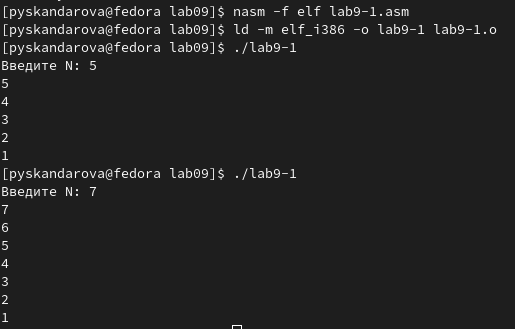 [pyskandarova@fedora lab09]$ nasm -f elf lab9-1.asm
[pyskandarova@fedora lab09]$ ld -m elf_i386 -o lab9-1 lab9-1.o
[pyskandarova@fedora lab09]$ ./lab9-1
Введите N: 5
5
4
3
2
1
[pyskandarova@fedora lab09]$ ./lab9-1
Введите N: 7
7
6
5
4
3
2
1